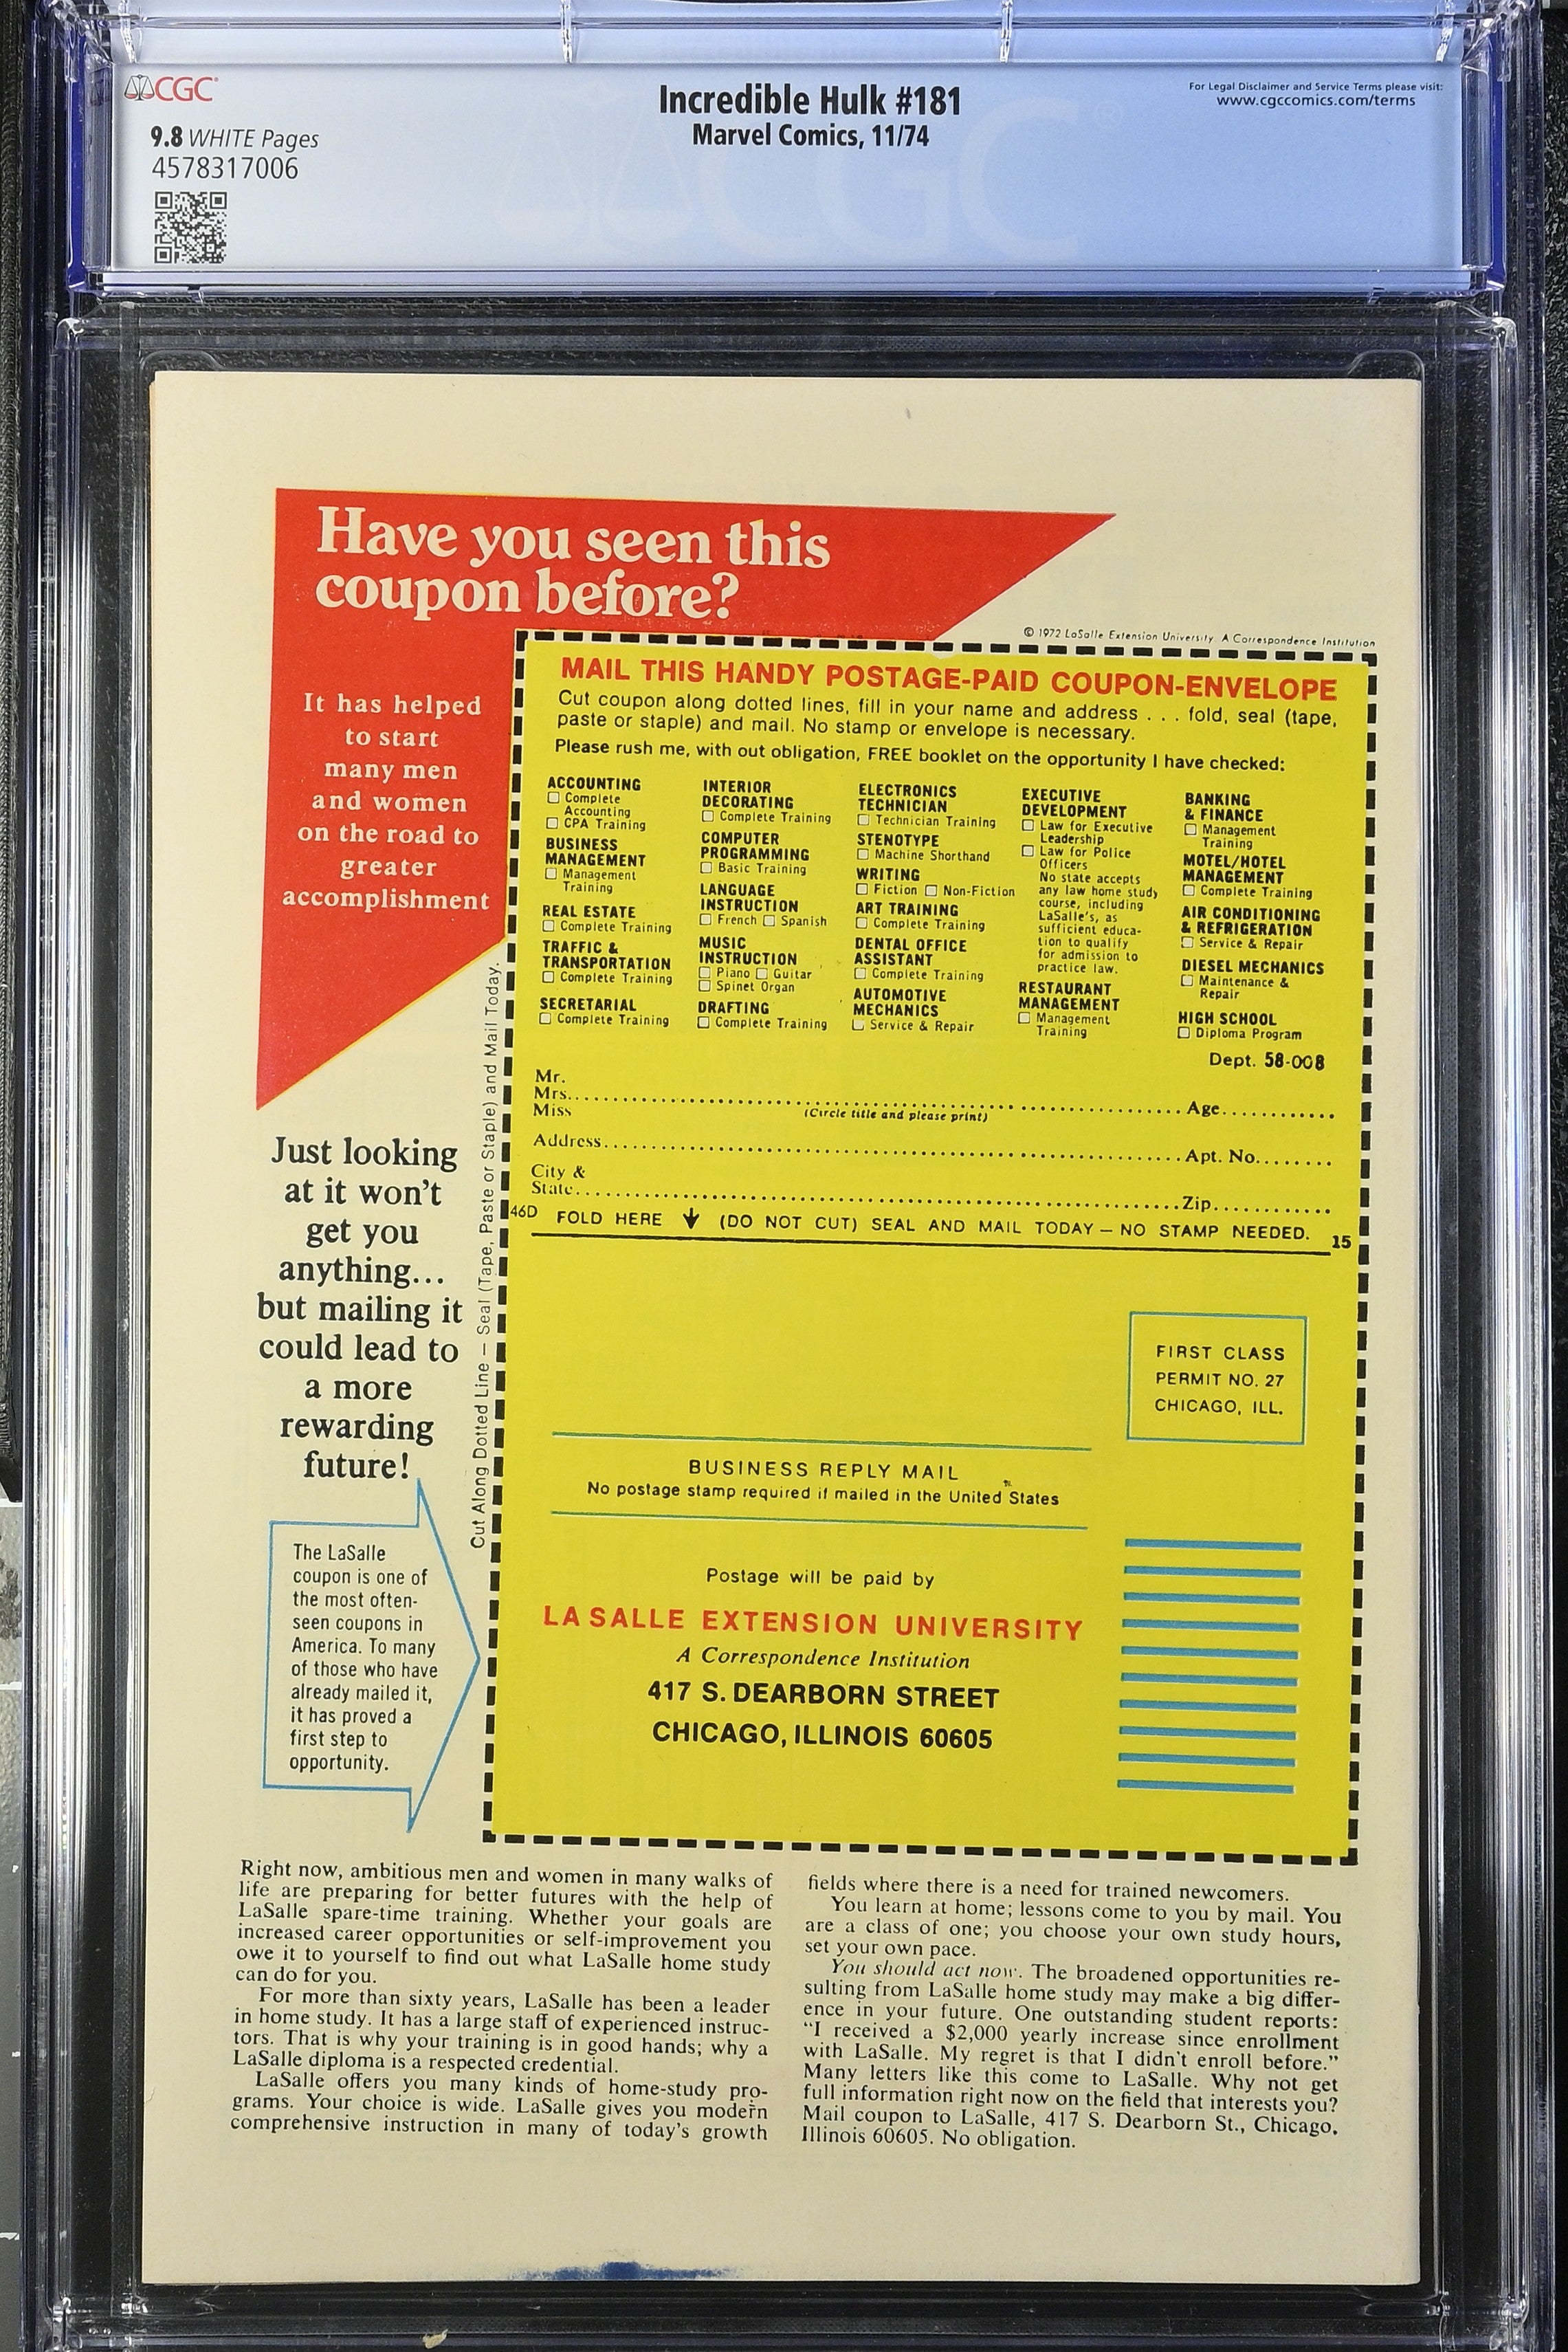 CGC
9.8 WHITE Pages
4578317006
Incredible Hulk #181
Marvel Comics, 11/74
For Legal Disclaimer and Service Terms please visit:
www.cgccomics.com/terms
Have you seen this
coupon before?
It has helped
to start
many men
and women
on the road to
greater
accomplishment
© 1972 LaSalle Extension University A Correspondence Institution
MAIL THIS HANDY POSTAGE-PAID COUPON-ENVELOPE
Cut coupon along dotted lines, fill in your name and address . . . fold, seal (tape,
paste or staple) and mail. No stamp or envelope is necessary.
Please rush me, with out obligation, FREE booklet on the opportunity I have checked:
ACCOUNTING
Complete
Accounting
CPA Training
BUSINESS
MANAGEMENT
Management
Training
REAL ESTATE
Complete Training
TRAFFIC &
TRANSPORTATION
Complete Training
SECRETARIAL
Complete Training
INTERIOR
DECORATING
Complete Training
COMPUTER
PROGRAMMING
Basic Training
LANGUAGE
INSTRUCTION
French Spanish
MUSIC
INSTRUCTION
Piano Guitar
Spinet Organ
DRAFTING
Complete Training
ELECTRONICS
TECHNICIAN
Technician Training
STENOTYPE
Machine Shorthand
WRITING
Fiction Non-Fiction
ART TRAINING
Complete Training
DENTAL OFFICE
ASSISTANT
Complete Training
AUTOMOTIVE
MECHANICS
Service & Repair
EXECUTIVE
DEVELOPMENT
Law for Executive
Leadership
Law for Police
Officers
No state accepts
any law home study
course, including
LaSalle's, as
sufficient educa-
tion to qualify
for admission to
practice law.
RESTAURANT
MANAGEMENT
Management
Training
BANKING
& FINANCE
Management
Training
MOTEL/HOTEL
MANAGEMENT
Complete Training
AIR CONDITIONING
& REFRIGERATION
Service & Repair
DIESEL MECHANICS
Maintenance &
Repair
HIGH SCHOOL
Diploma Program
Dept. 58-008
Mr.
Mrs. Age
Miss (Circle title and please print)
Address Apt. No.
City &
State Zip
46D FOLD HERE (DO NOT CUT) SEAL AND MAIL TODAY — NO STAMP NEEDED. 15
Cut Along Dotted Line — Seal (Tape, Paste or Staple) and Mail Today.
Just looking
at it won't
get you
anything...
but mailing it
could lead to
a more
rewarding
future!
The LaSalle
coupon is one of
the most often-
seen coupons in
America. To many
of those who have
already mailed it,
it has proved a
first step to
opportunity.
FIRST CLASS
PERMIT NO. 27
CHICAGO, ILL.
BUSINESS REPLY MAIL
No postage stamp required if mailed in the United States
Postage will be paid by
LA SALLE EXTENSION UNIVERSITY
A Correspondence Institution
417 S. DEARBORN STREET
CHICAGO, ILLINOIS 60605
Right now, ambitious men and women in many walks of
life are preparing for better futures with the help of
LaSalle spare-time training. Whether your goals are
increased career opportunities or self-improvement you
owe it to yourself to find out what LaSalle home study
can do for you.
For more than sixty years, LaSalle has been a leader
in home study. It has a large staff of experienced instruc-
tors. That is why your training is in good hands; why a
LaSalle diploma is a respected credential.
LaSalle offers you many kinds of home-study pro-
grams. Your choice is wide. LaSalle gives you modern
comprehensive instruction in many of today's growth
fields where there is a need for trained newcomers.
You learn at home; lessons come to you by mail. You
are a class of one; you choose your own study hours,
set your own pace.
You should act now. The broadened opportunities re-
sulting from LaSalle home study may make a big differ-
ence in your future. One outstanding student reports:
"I received a $2,000 yearly increase since enrollment
with LaSalle. My regret is that I didn't enroll before."
Many letters like this come to LaSalle. Why not get
full information right now on the field that interests you?
Mail coupon to LaSalle, 417 S. Dearborn St., Chicago,
Illinois 60605. No obligation.